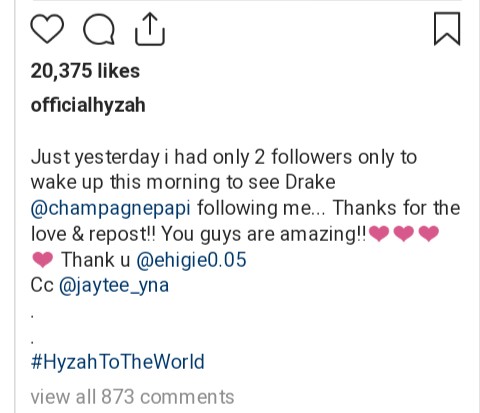 20,375 likes
officialhyzah
Just yesterday i had only 2 followers only to
wake up this morning to see Drake
@champagnepapi following me... Thanks for the
love & repost!! You guys are amazing!!💗💗💗
💗 Thank u @ehigie0.05
Cc @jaytee_yna
.
.
#HyzahToTheWorld
view all 873 comments